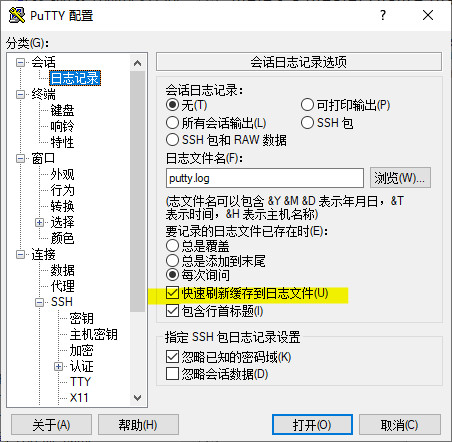 PuTTY 配置
分类(G):
会话
日志记录
终端
键盘
响铃
特性
窗口
外观
行为
转换
选择
颜色
连接
数据
代理
SSH
密钥
主机密钥
加密
认证
TTY
X11
会话日志记录选项
会话日志记录:
无(T)
可打印输出(P)
所有会话输出(L)
SSH 包
SSH 包和 RAW 数据
日志文件名(F):
putty.log
浏览(W)...
(志文件名可以包含 &Y &M &D 表示年月日，&T
表示时间，&H 表示主机名称)
要记录的日志文件已存在时(E):
总是覆盖
总是添加到末尾
每次询问
快速刷新缓存到日志文件(U)
包含行首标题(I)
指定 SSH 包日志记录设置
忽略已知的密码域(K)
忽略会话数据(D)
关于(A)
帮助(H)
打开(O)
取消(C)